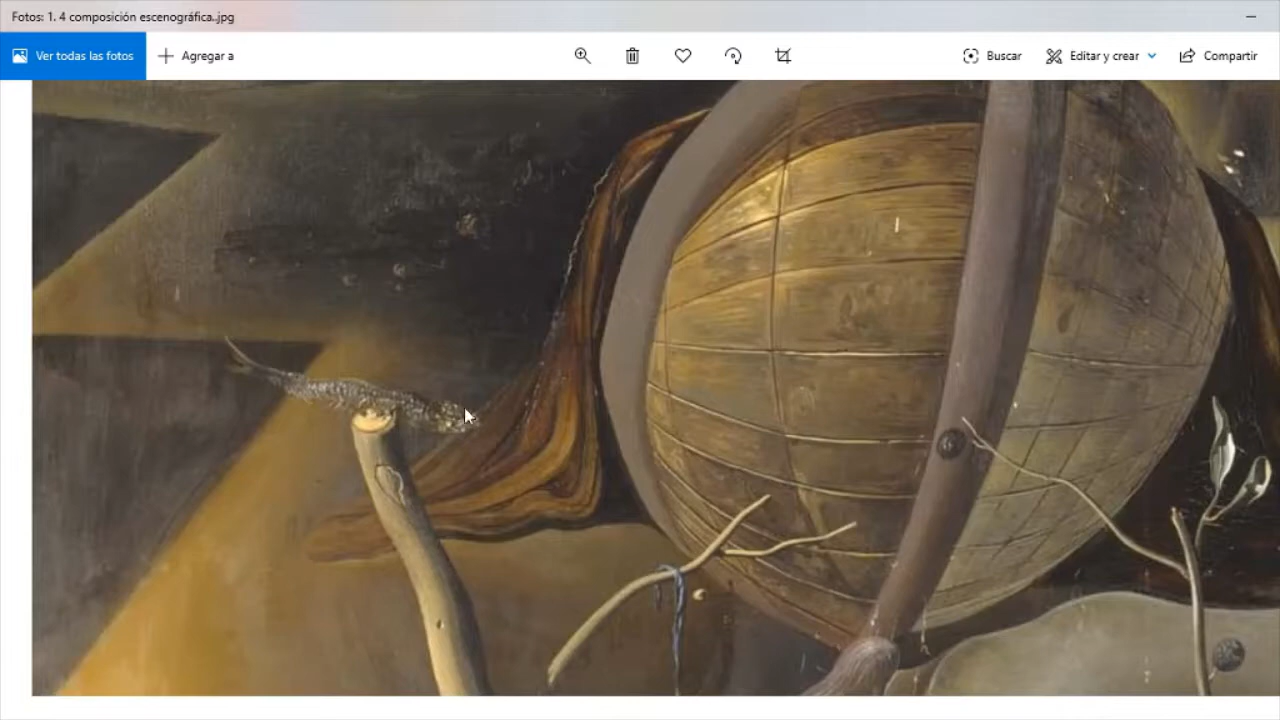 Fotos: 1. 4 composición escenográfica,.jpg
Ver todas las fotos
Agregar a
Buscar
Editar y crear
Compartir